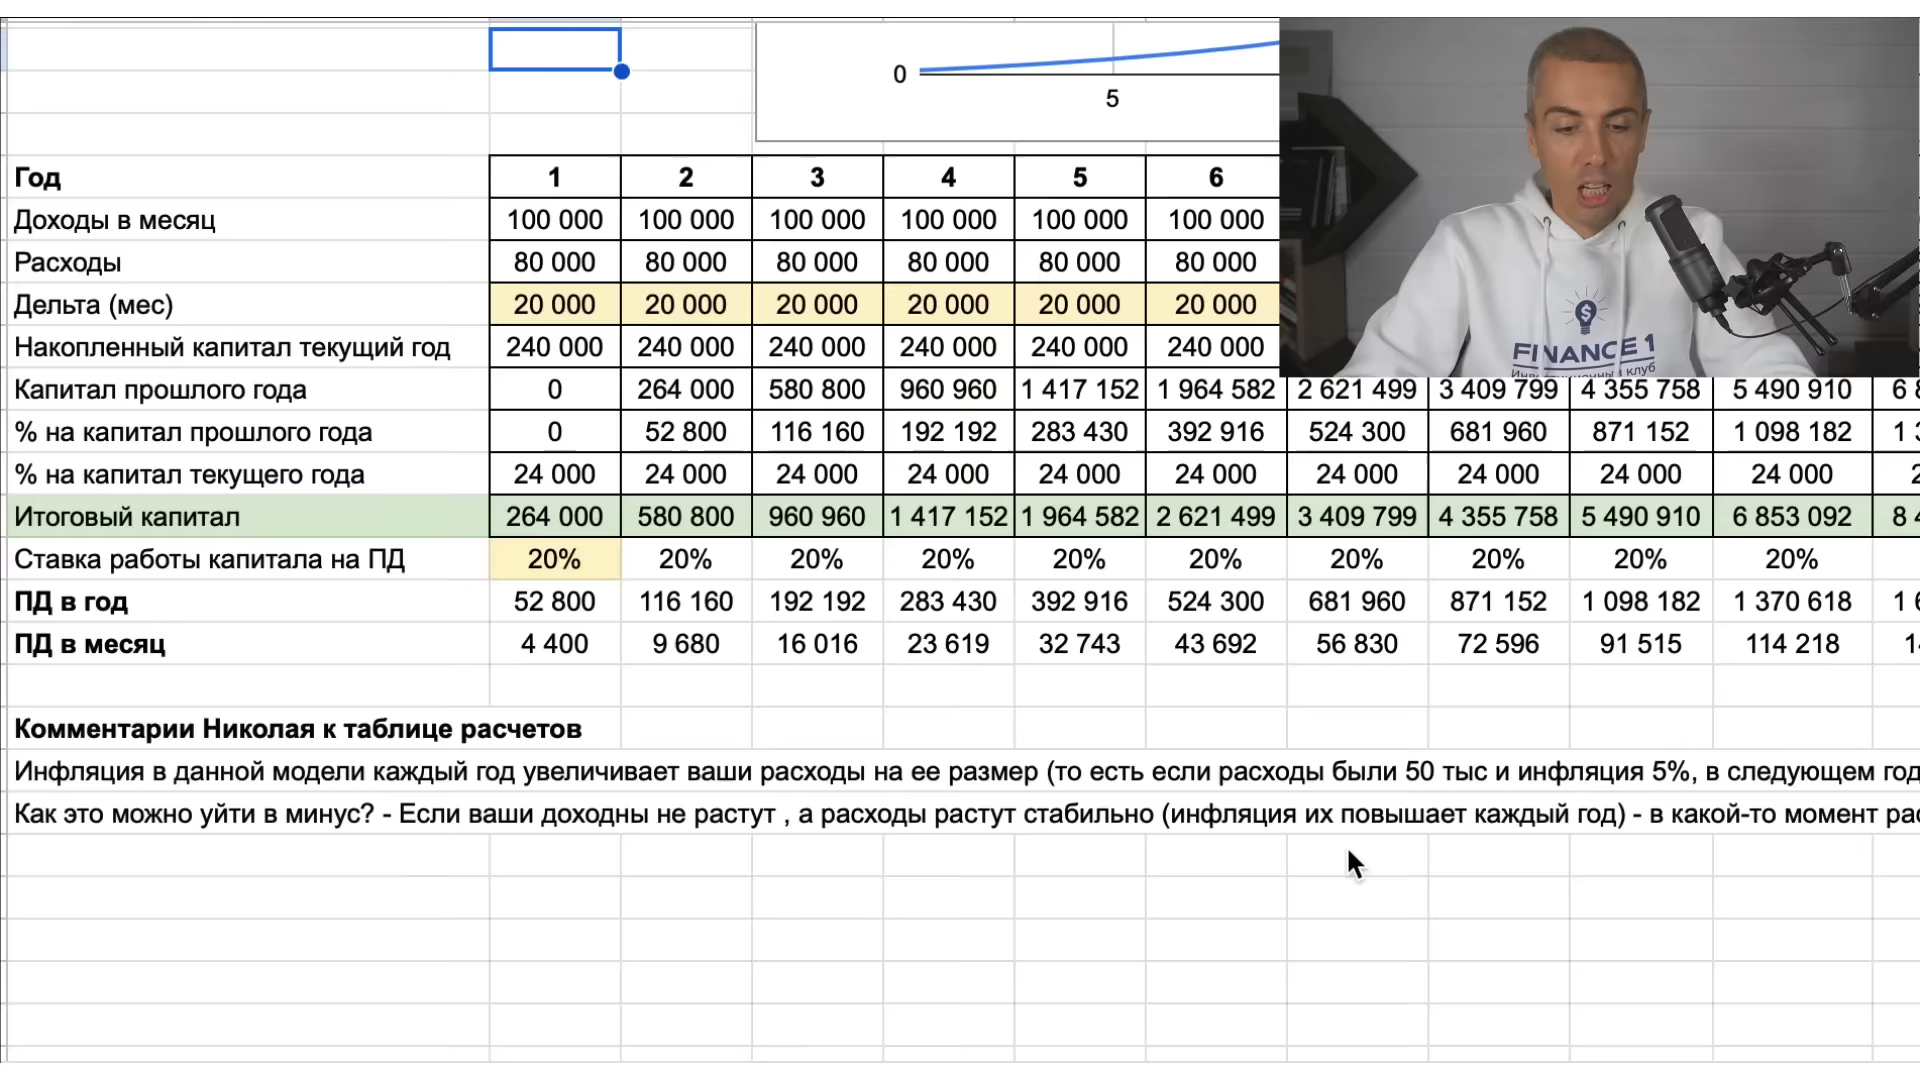 0
5
Год 1 2 3 4 5 6
Доходы в месяц 100 000 100 000 100 000 100 000 100 000 100 000
Расходы 80 000 80 000 80 000 80 000 80 000 80 000
Дельта (мес) 20 000 20 000 20 000 20 000 20 000 20 000
Накопленный капитал текущий год 240 000 240 000 240 000 240 000 240 000 240 000
Капитал прошлого года 0 264 000 580 800 960 960 1 417 152 1 964 582 2 621 499 3 409 799 4 355 758 5 490 910
% на капитал прошлого года 0 52 800 116 160 192 192 283 430 392 916 524 300 681 960 871 152 1 098 182
% на капитал текущего года 24 000 24 000 24 000 24 000 24 000 24 000 24 000 24 000 24 000 24 000
Итоговый капитал 264 000 580 800 960 960 1 417 152 1 964 582 2 621 499 3 409 799 4 355 758 5 490 910 6 853 092
Ставка работы капитала на ПД 20% 20% 20% 20% 20% 20% 20% 20% 20% 20%
ПД в год 52 800 116 160 192 192 283 430 392 916 524 300 681 960 871 152 1 098 182 1 370 618
ПД в месяц 4 400 9 680 16 016 23 619 32 743 43 692 56 830 72 596 91 515 114 218
Комментарии Николая к таблице расчетов
Инфляция в данной модели каждый год увеличивает ваши расходы на ее размер (то есть если расходы были 50 тыс и инфляция 5%, в следующем год
Как это можно уйти в минус? - Если ваши доходны не растут , а расходы растут стабильно (инфляция их повышает каждый год) - в какой-то момент
$
FINANCE 1
клуб